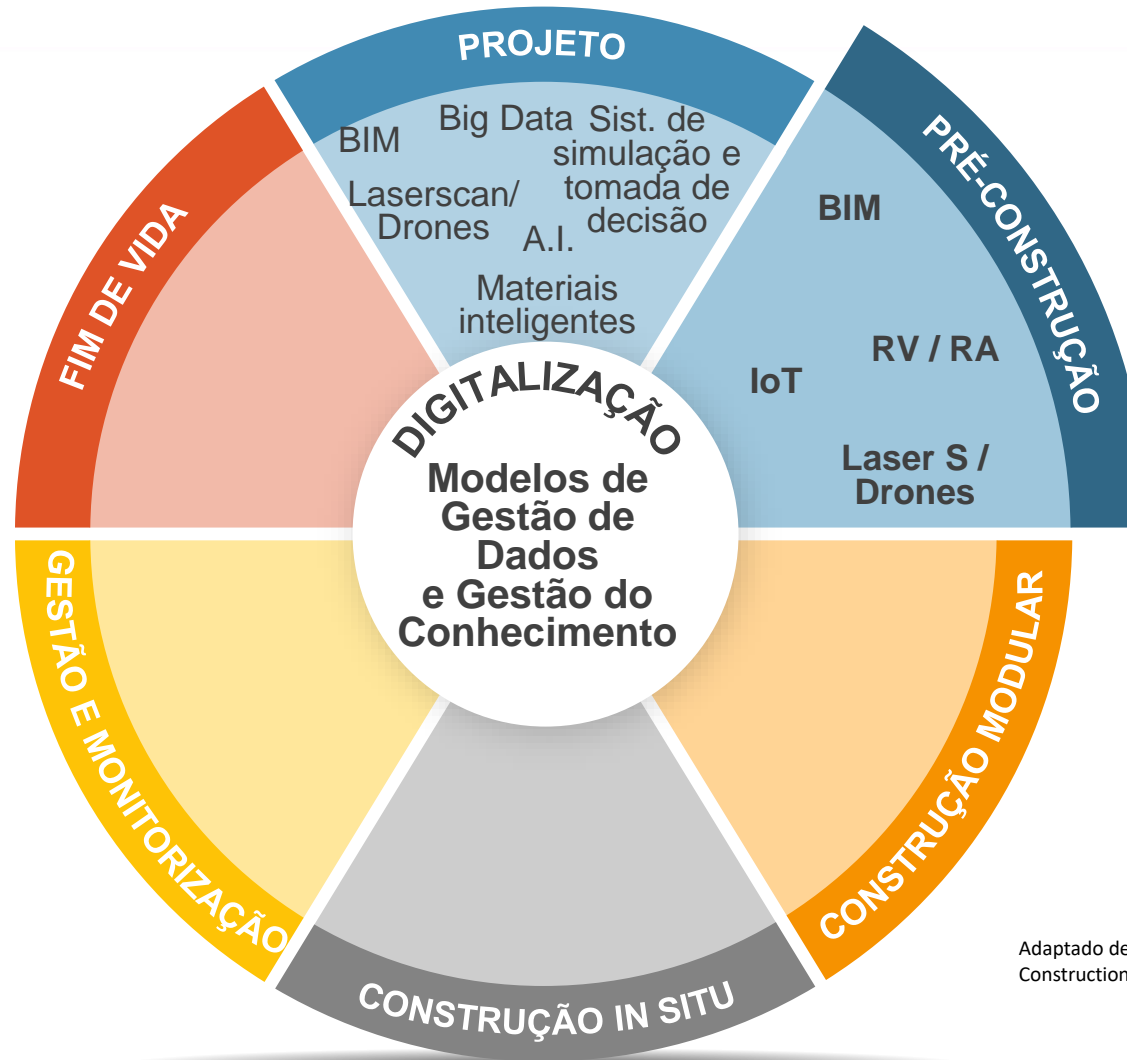 PROJETO
BIM
Big Data
Sist. de
simulação e
tomada de
decisão
Laserscan/
Drones
A.I.
Materiais
inteligentes
PRÉ-CONSTRUÇÃO
BIM
RV / RA
IoT
Laser S /
Drones
CONSTRUÇÃO MODULAR
CONSTRUÇÃO IN SITU
GESTÃO E MONITORIZAÇÃO
FIM DE VIDA
DIGITALIZAÇÃO
Modelos de
Gestão de
Dados
e Gestão do
Conhecimento
Adaptado de
Construction